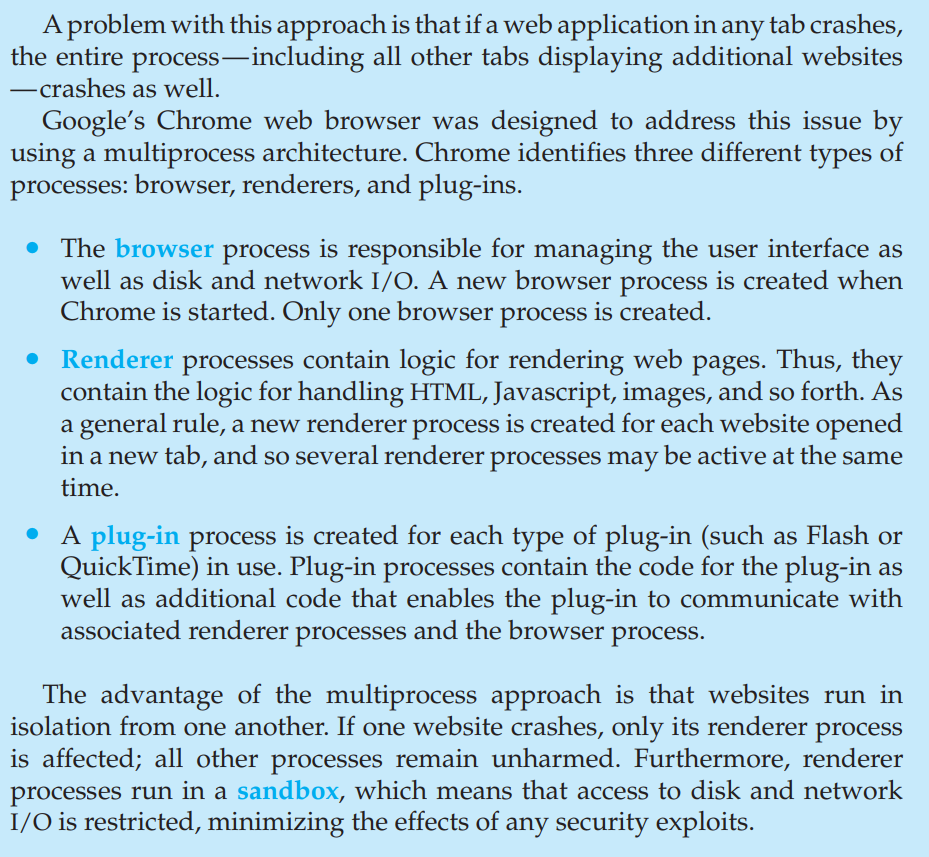 A problem with this approach is that if a web application in any tab crashes,
the entire process—including all other tabs displaying additional websites
—crashes as well.
Google's Chrome web browser was designed to address this issue by
using a multiprocess architecture. Chrome identifies three different types of
processes: browser, renderers, and plug-ins.
• The browser process is responsible for managing the user interface as
well as disk and network I/O. A new browser process is created when
Chrome is started. Only one browser process is created.
• Renderer processes contain logic for rendering web pages. Thus, they
contain the logic for handling HTML, Javascript, images, and so forth. As
a general rule, a new renderer process is created for each website opened
in a new tab, and so several renderer processes may be active at the same
time.
• A plug-in process is created for each type of plug-in (such as Flash or
QuickTime) in use. Plug-in processes contain the code for the plug-in as
well as additional code that enables the plug-in to communicate with
associated renderer processes and the browser process.
The advantage of the multiprocess approach is that websites run in
isolation from one another. If one website crashes, only its renderer process
is affected; all other processes remain unharmed. Furthermore, renderer
processes run in a sandbox, which means that access to disk and network
I/O is restricted, minimizing the effects of any security exploits.